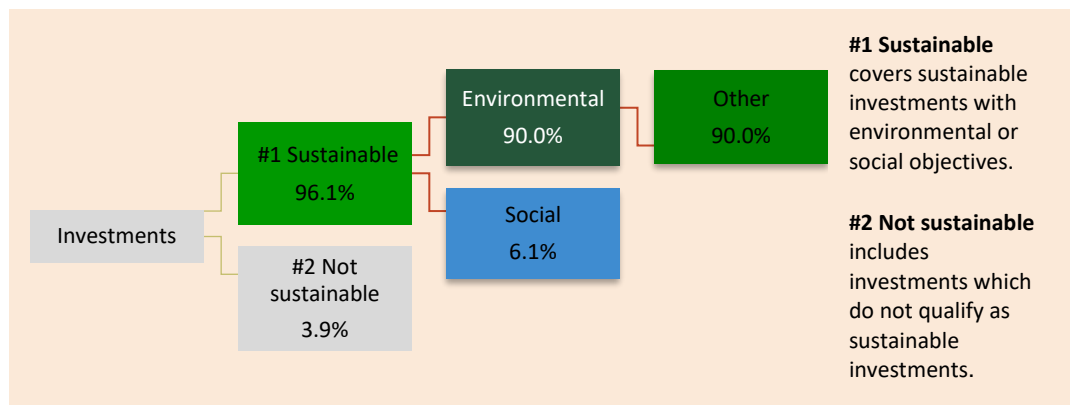 Investments
#1 Sustainable
96.1%
#2 Not
sustainable
3.9%
Environmental
90.0%
Social
6.1%
Other
90.0%
#1 Sustainable
covers sustainable
investments with
environmental or
social objectives.
#2 Not sustainable
includes
investments which
do not qualify as
sustainable
investments.